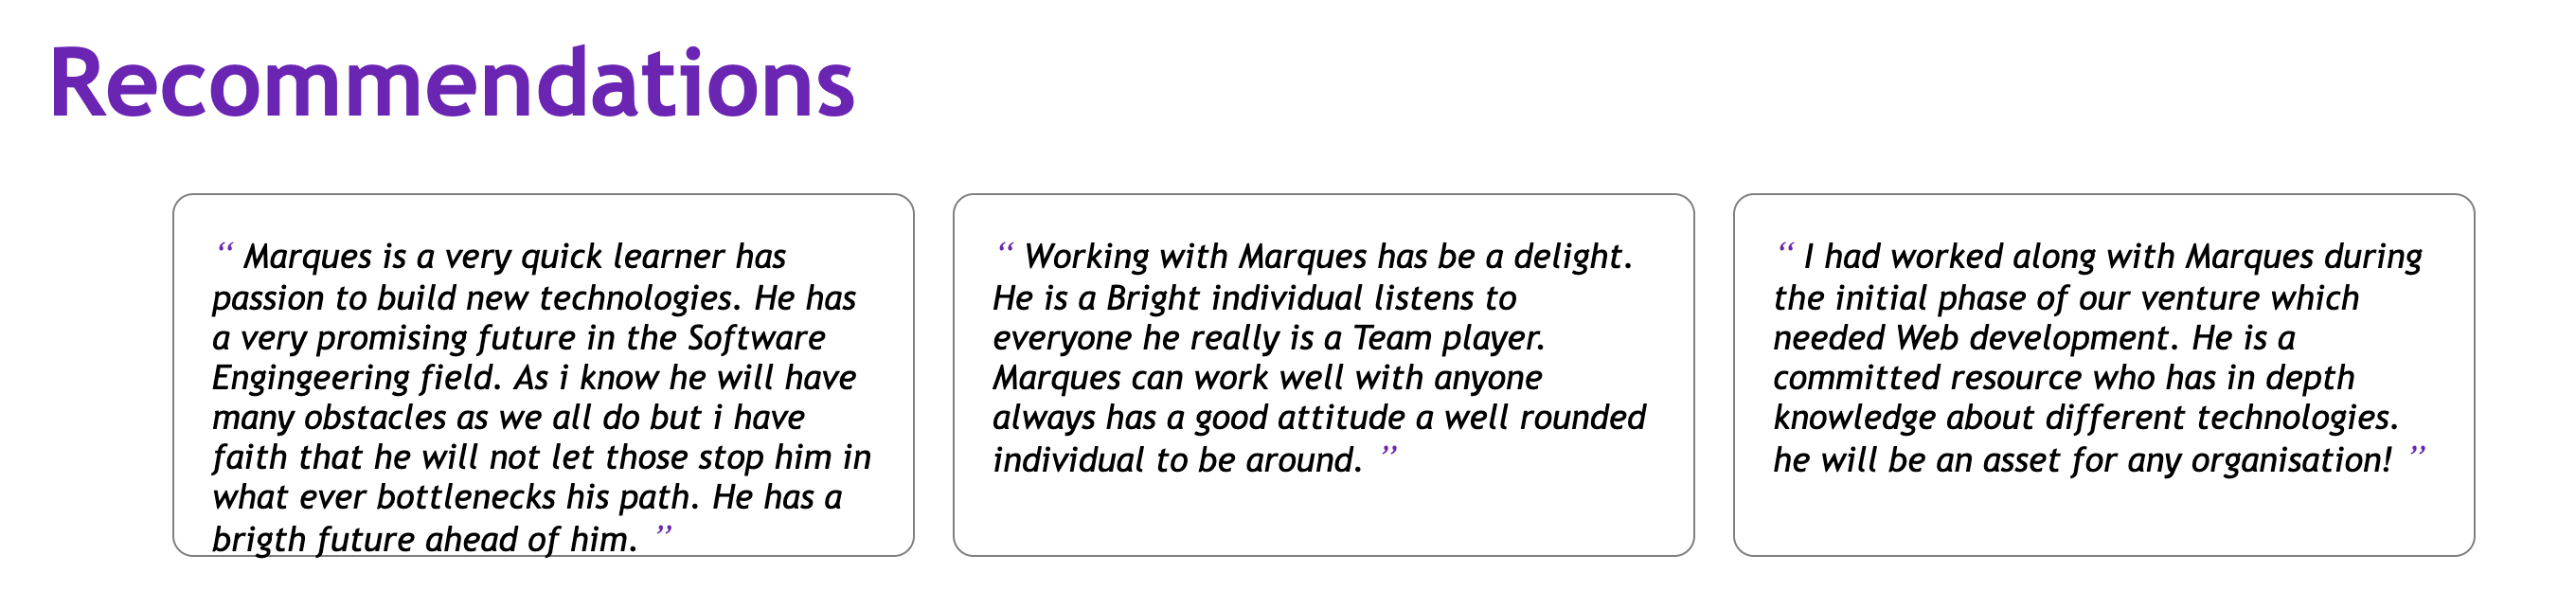 Recommendations
“ Marques is a very quick learner has
passion to build new technologies. He has
a very promising future in the Software
Engingeering field. As i know he will have
many obstacles as we all do but i have
faith that he will not let those stop him in
what ever bottlenecks his path. He has a
brigth future ahead of him. ”
“ Working with Marques has be a delight.
He is a Bright individual listens to
everyone he really is a Team player.
Marques can work well with anyone
always has a good attitude a well rounded
individual to be around. ”
“ I had worked along with Marques during
the initial phase of our venture which
needed Web development. He is a
committed resource who has in depth
knowledge about different technologies.
he will be an asset for any organisation! ”